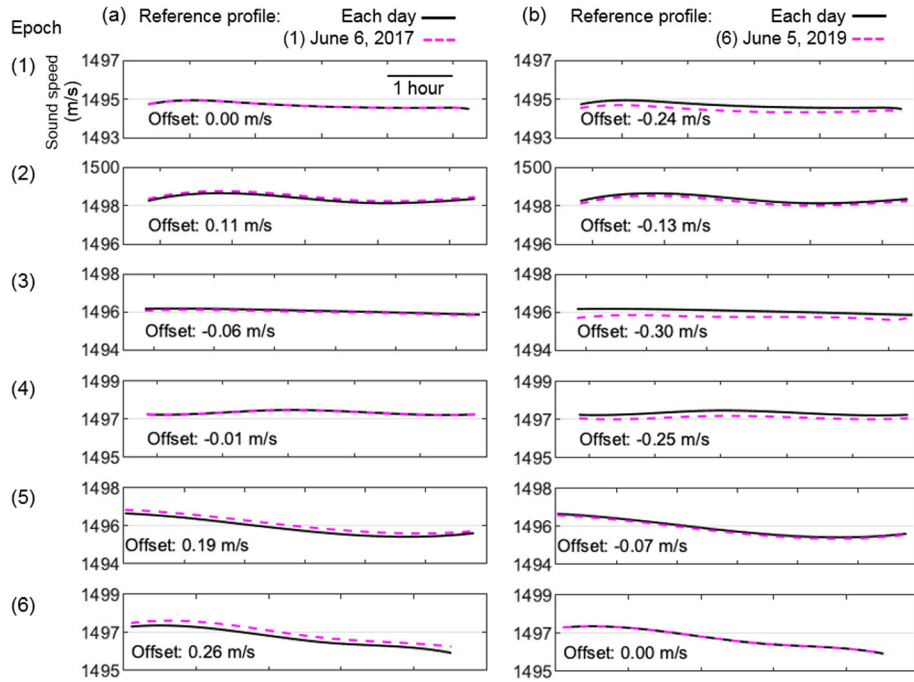 Epoch
(a) Reference profile: Each day
(1) June 6, 2017
(b) Reference profile: Each day
(6) June 5, 2019
Sound speed
(m/s)
(1)
1497
1495
1493
1 hour
Offset: 0.00 m/s
1497
1495
1493
Offset: -0.24 m/s
(2)
1500
1498
1496
Offset: 0.11 m/s
1500
1498
1496
Offset: -0.13 m/s
(3)
1498
1496
1494
Offset: -0.06 m/s
1498
1496
1494
Offset: -0.30 m/s
(4)
1499
1497
1495
Offset: -0.01 m/s
1499
1497
1495
Offset: -0.25 m/s
(5)
1498
1496
1494
Offset: 0.19 m/s
1498
1496
1494
Offset: -0.07 m/s
(6)
1499
1497
1495
Offset: 0.26 m/s
1499
1497
1495
Offset: 0.00 m/s